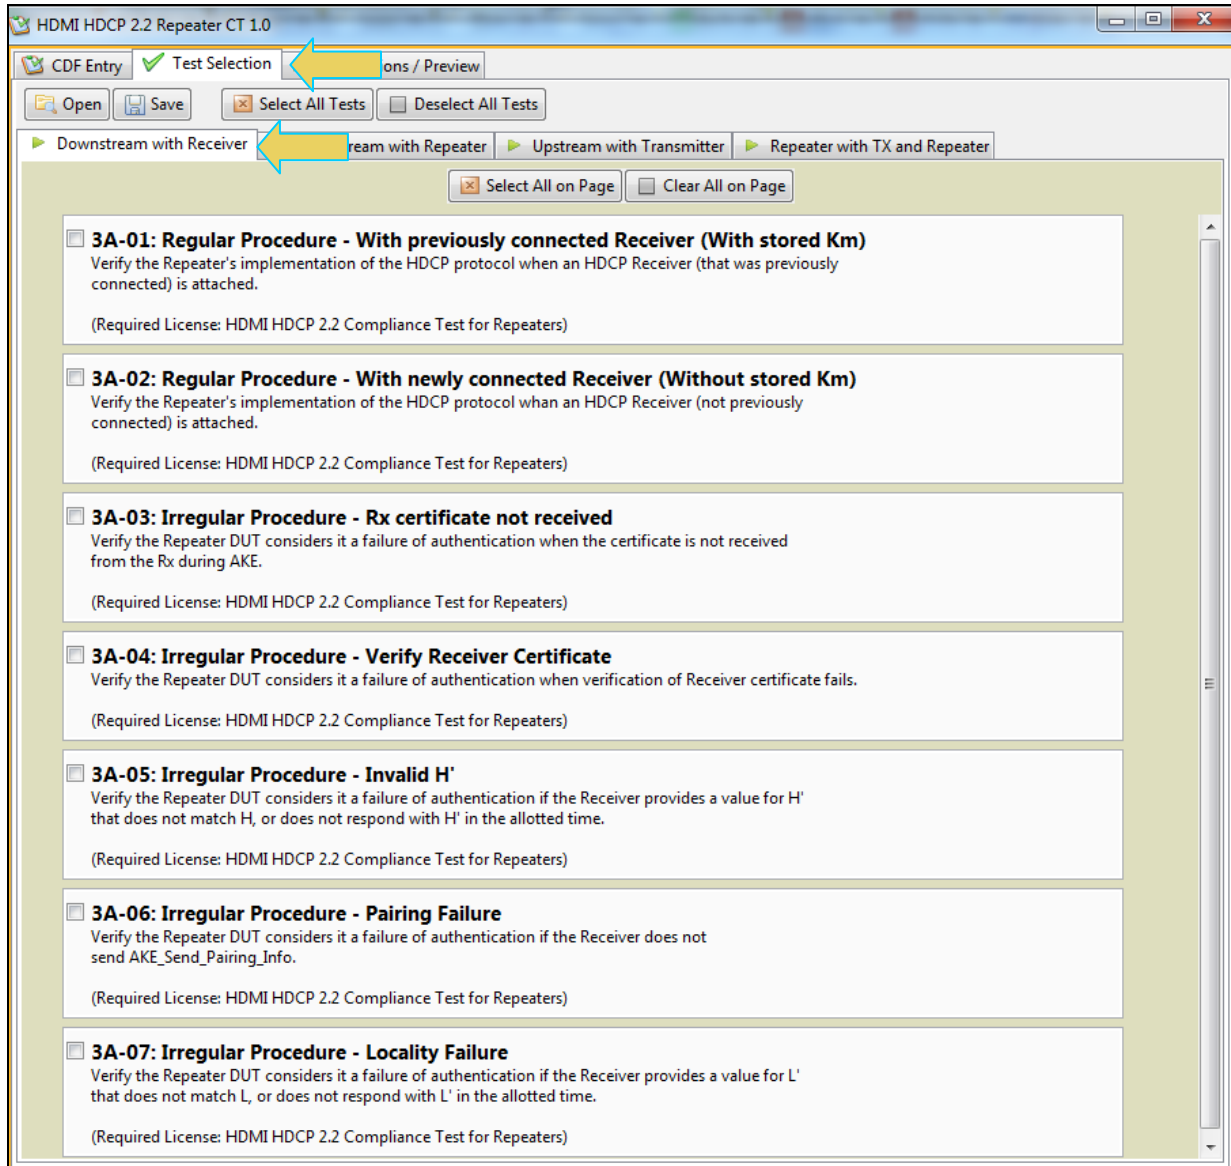 HDMI HDCP 2.2 Repeater CT 1.0
CDF Entry Test Selection ons / Preview
Open Save Select All Tests Deselect All Tests
Downstream with Receiver ream with Repeater Upstream with Transmitter Repeater with TX and Repeater
Select All on Page Clear All on Page
3A-01: Regular Procedure - With previously connected Receiver (With stored Km)
Verify the Repeater's implementation of the HDCP protocol when an HDCP Receiver (that was previously
connected) is attached.
(Required License: HDMI HDCP 2.2 Compliance Test for Repeaters)
3A-02: Regular Procedure - With newly connected Receiver (Without stored Km)
Verify the Repeater's implementation of the HDCP protocol whan an HDCP Receiver (not previously
connected) is attached.
(Required License: HDMI HDCP 2.2 Compliance Test for Repeaters)
3A-03: Irregular Procedure - Rx certificate not received
Verify the Repeater DUT considers it a failure of authentication when the certificate is not received
from the Rx during AKE.
(Required License: HDMI HDCP 2.2 Compliance Test for Repeaters)
3A-04: Irregular Procedure - Verify Receiver Certificate
Verify the Repeater DUT considers it a failure of authentication when verification of Receiver certificate fails.
(Required License: HDMI HDCP 2.2 Compliance Test for Repeaters)
3A-05: Irregular Procedure - Invalid H'
Verify the Repeater DUT considers it a failure of authentication if the Receiver provides a value for H'
that does not match H, or does not respond with H' in the allotted time.
(Required License: HDMI HDCP 2.2 Compliance Test for Repeaters)
3A-06: Irregular Procedure - Pairing Failure
Verify the Repeater DUT considers it a failure of authentication if the Receiver does not
send AKE_Send_Pairing_Info.
(Required License: HDMI HDCP 2.2 Compliance Test for Repeaters)
3A-07: Irregular Procedure - Locality Failure
Verify the Repeater DUT considers it a failure of authentication if the Receiver provides a value for L'
that does not match L, or does not respond with L' in the allotted time.
(Required License: HDMI HDCP 2.2 Compliance Test for Repeaters)